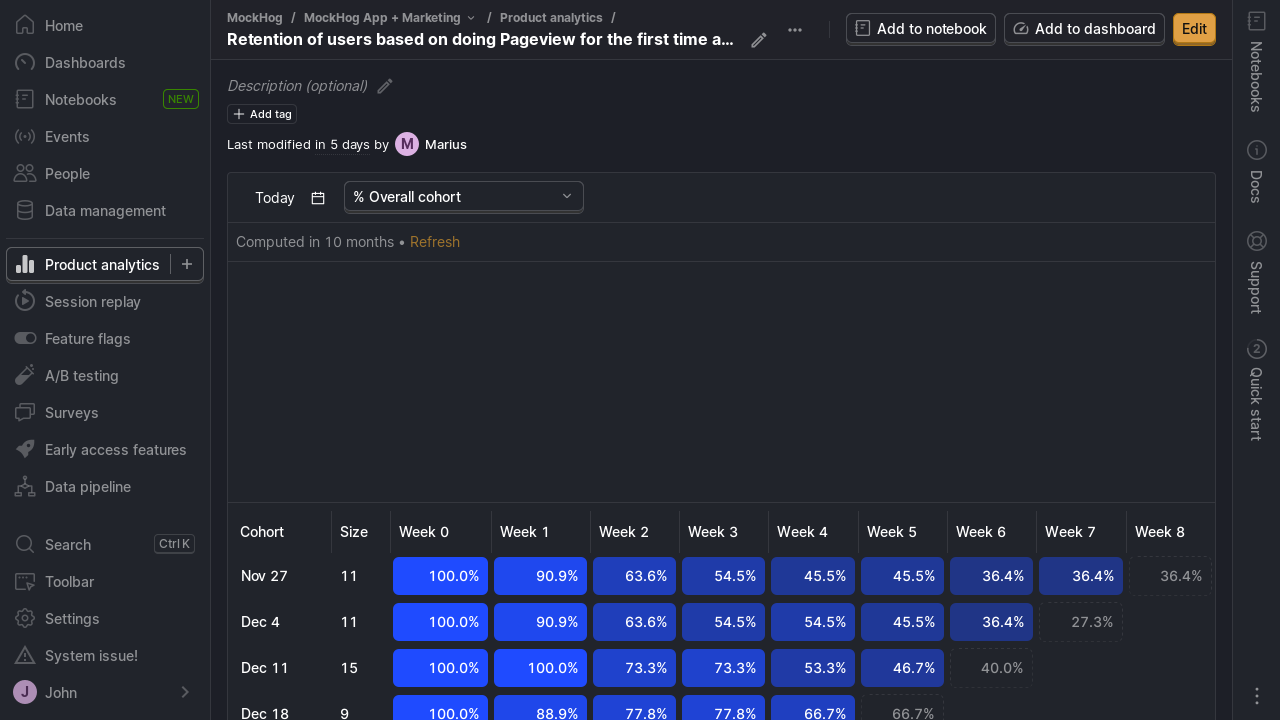 Home
Dashboards
Notebooks NEW
Events
People
Data management
Product analytics
Session replay
Feature flags
A/B testing
Surveys
Early access features
Data pipeline
Search Ctrl K
Toolbar
Settings
System issue!
J John
MockHog / MockHog App + Marketing / Product analytics /
Retention of users based on doing Pageview for the first time a...
Add to notebook
Add to dashboard
Edit
Description (optional)
Add tag
Last modified in 5 days by M Marius
Today
% Overall cohort
Computed in 10 months • Refresh
Cohort Size Week 0 Week 1 Week 2 Week 3 Week 4 Week 5 Week 6 Week 7 Week 8
Nov 27 11 100.0% 90.9% 63.6% 54.5% 45.5% 45.5% 36.4% 36.4% 36.4%
Dec 4 11 100.0% 90.9% 63.6% 54.5% 54.5% 45.5% 36.4% 27.3%
Dec 11 15 100.0% 100.0% 73.3% 73.3% 53.3% 46.7% 40.0%
Dec 18 9 100.0% 88.9% 77.8% 77.8% 66.7% 66.7%
Notebooks
Docs
Support
2 Quick start